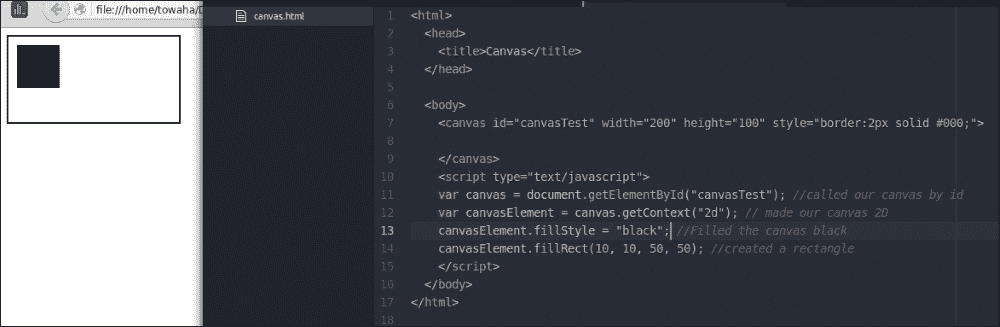 file:///home/towaha/D
canvas.html
1 <html>
2 <head>
3 <title>Canvas</title>
4 </head>
5
6 <body>
7 <canvas id="canvasTest" width="200" height="100" style="border:2px solid #000;">
8
9 </canvas>
10 <script type="text/javascript">
11 var canvas = document.getElementById("canvasTest"); //called our canvas by id
12 var canvasElement = canvas.getContext("2d"); // made our canvas 2D
13 canvasElement.fillStyle = "black"; //Filled the canvas black
14 canvasElement.fillRect(10, 10, 50, 50); //created a rectangle
15 </script>
16 </body>
17 </html>
18